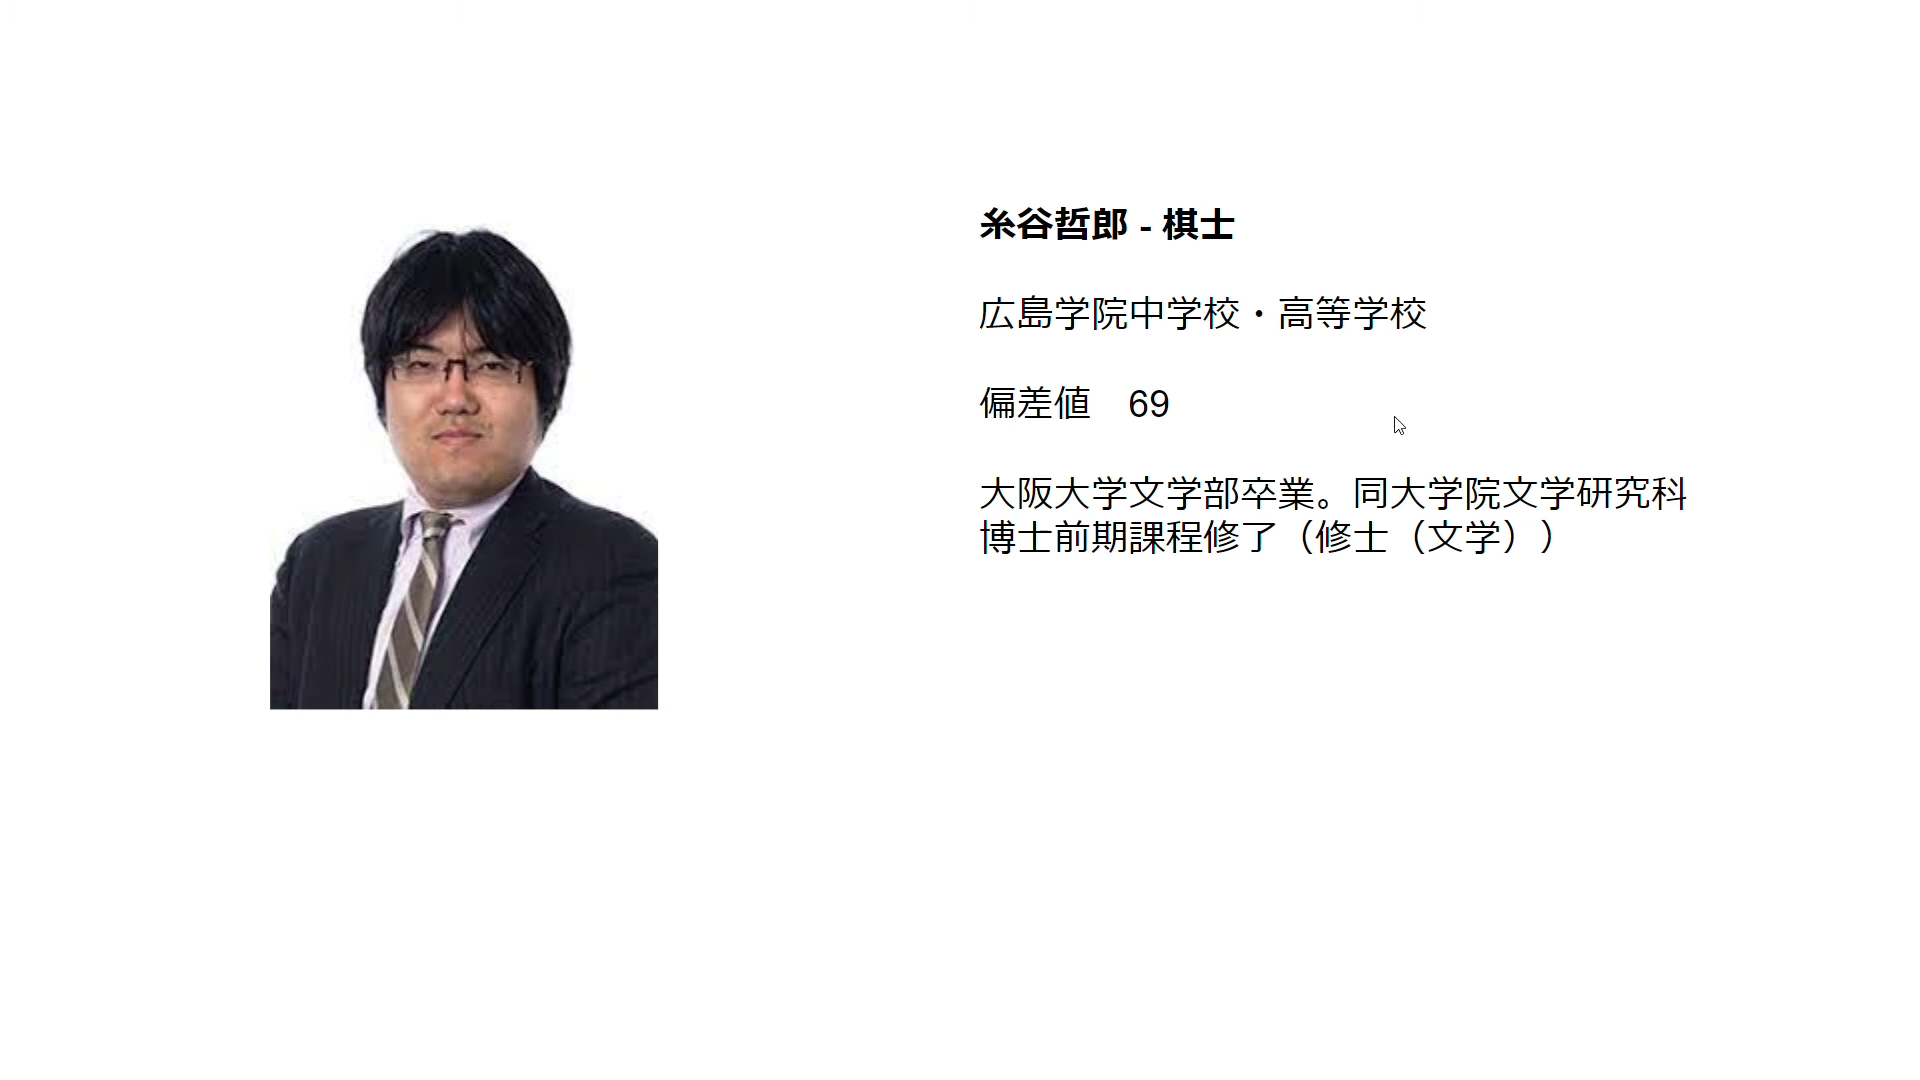 糸谷哲郎 - 棋士
広島学院中学校・高等学校
偏差値　69
大阪大学文学部卒業。同大学院文学研究科
博士前期課程修了（修士（文学））